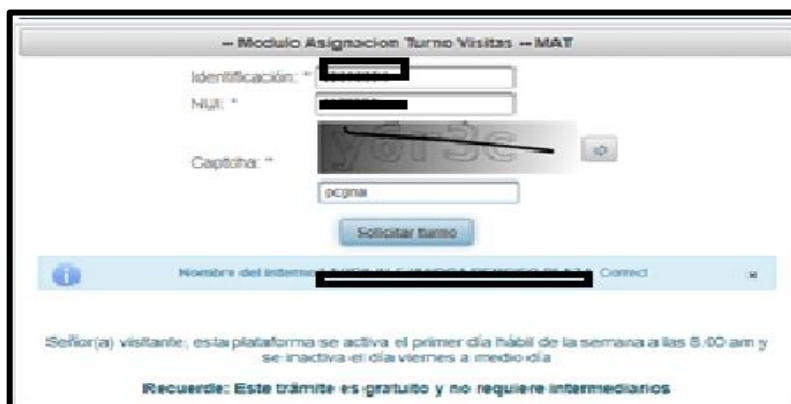 -- Modulo Asignacion Turno Visitas -- MAT
Identificación: *
NUI: *
y6r3c
Captcha: *
Solicitar turno
Nombre del interno Correct
Señor(a) visitante, esta plataforma se activa el primer día hábil de la semana a las 8:00 am y
se inactiva el día viernes a medio día
Recuerde: Este trámite es gratuito y no requiere intermediarios